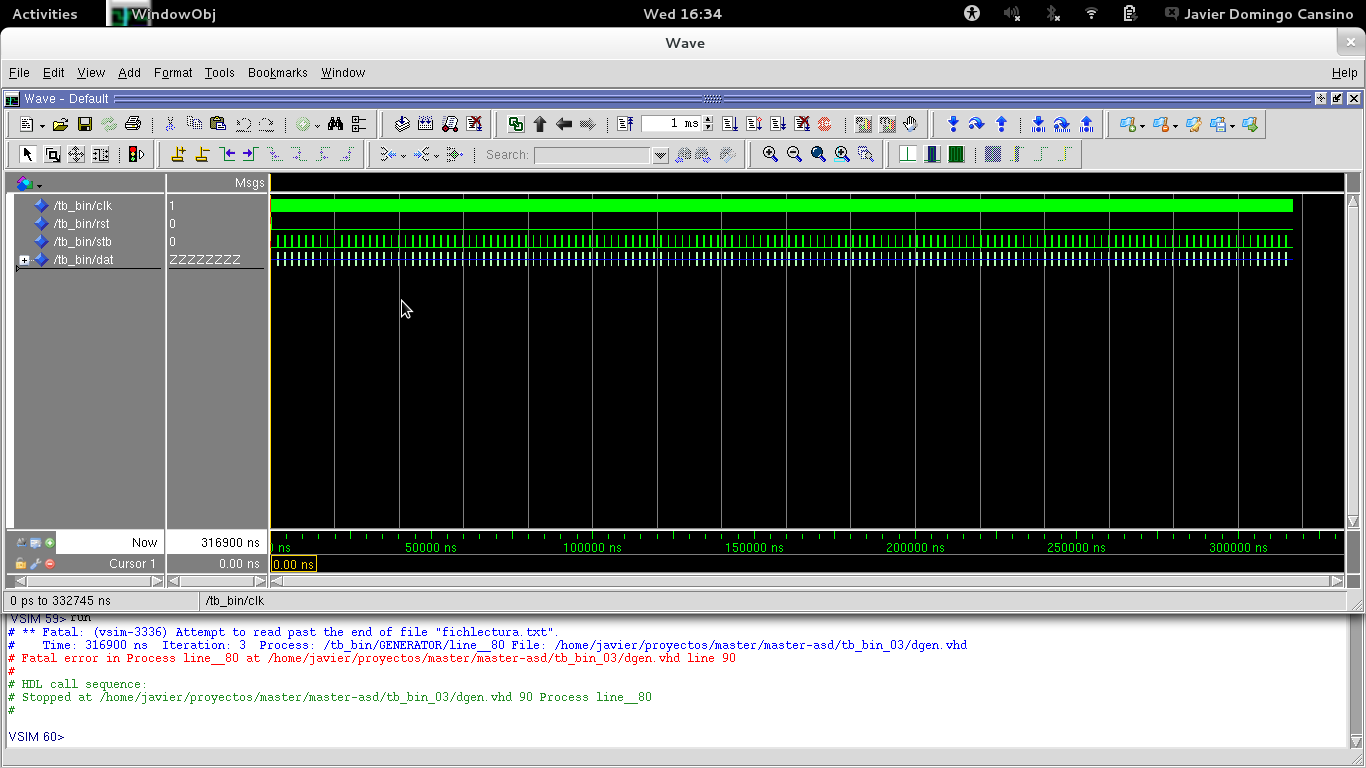 Activities WindowObj Wed 16:34 Javier Domingo Cansino
Wave
File Edit View Add Format Tools Bookmarks Window Help
Wave - Default
1 ms
Search:
Msgs
/tb_bin/clk 1
/tb_bin/rst 0
/tb_bin/stb 0
/tb_bin/dat ZZZZZZZZ
Now 316900 ns ns 50000 ns 100000 ns 150000 ns 200000 ns 250000 ns 300000 ns
Cursor 1 0.00 ns 0.00 ns
0 ps to 332745 ns /tb_bin/clk
VSIM 59> run
# ** Fatal: (vsim-3336) Attempt to read past the end of file "fichlectura.txt".
# Time: 316900 ns Iteration: 3 Process: /tb_bin/GENERATOR/line__80 File: /home/javier/proyectos/master/master-asd/tb_bin_03/dgen.vhd
# Fatal error in Process line__80 at /home/javier/proyectos/master/master-asd/tb_bin_03/dgen.vhd line 90
#
# HDL call sequence:
# Stopped at /home/javier/proyectos/master/master-asd/tb_bin_03/dgen.vhd 90 Process line__80
#
VSIM 60>